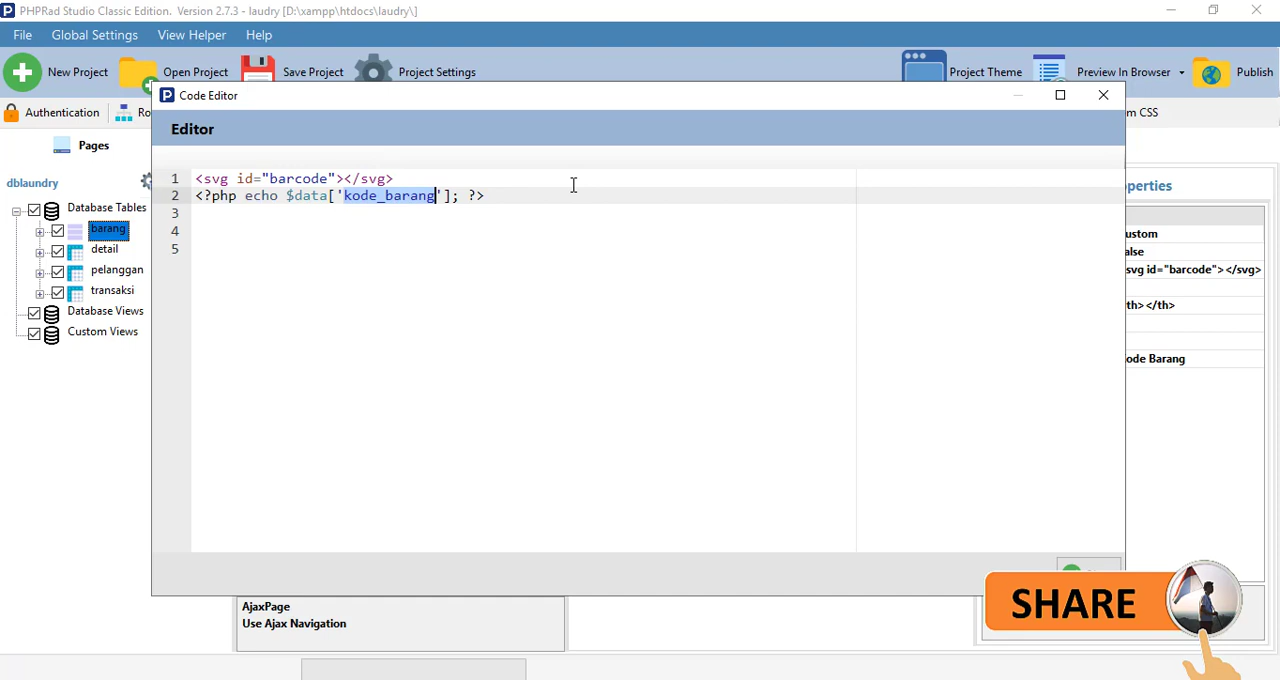 PHPRad Studio Classic Edition. Version 2.7.3 - laudry [D:\xampp\htdocs\laudry\]
File Global Settings View Helper Help
New Project Open Project Save Project Project Settings Project Theme Preview In Browser Publish
Authentication Ro m CSS
Code Editor
Editor
Pages
dblaundry
Database Tables
barang
detail
pelanggan
transaksi
Database Views
Custom Views
1 <svg id="barcode"></svg>
2 <?php echo $data['kode_barang']; ?>
3
4
5
operties
ustom
alse
svg id="barcode"></svg>
th></th>
ode Barang
AjaxPage
Use Ajax Navigation
SHARE